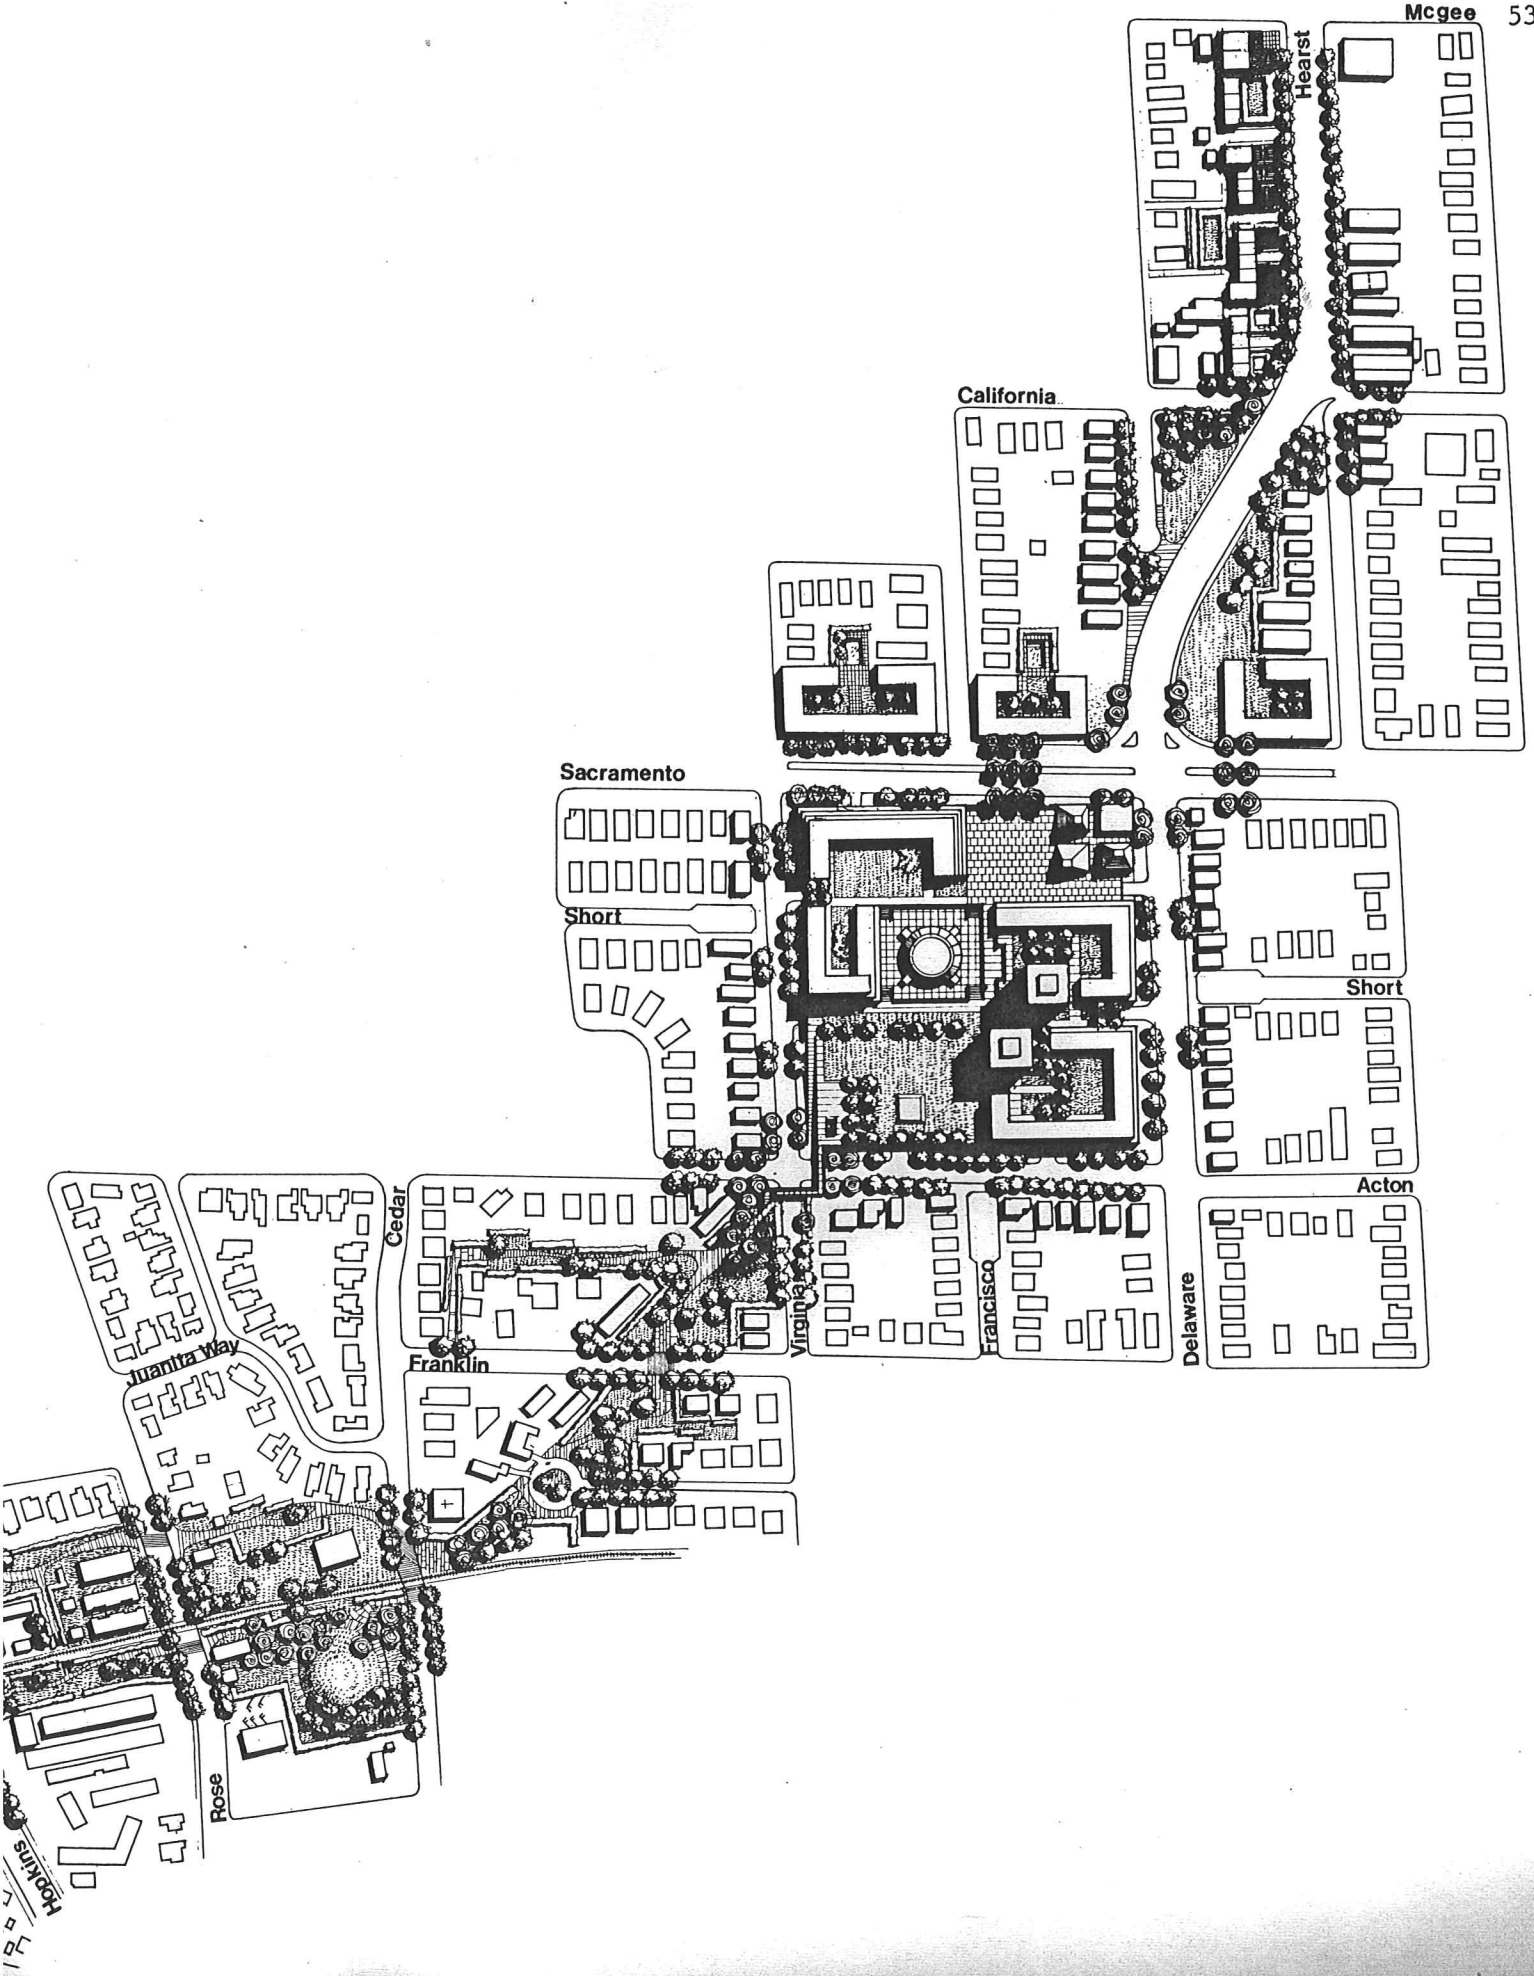 Mcgee
53
Hearst
California
Sacramento
Short
Short
Acton
Cedar
Virginia
Francisco
Delaware
Juanita Way
Franklin
Rose
Hopkins